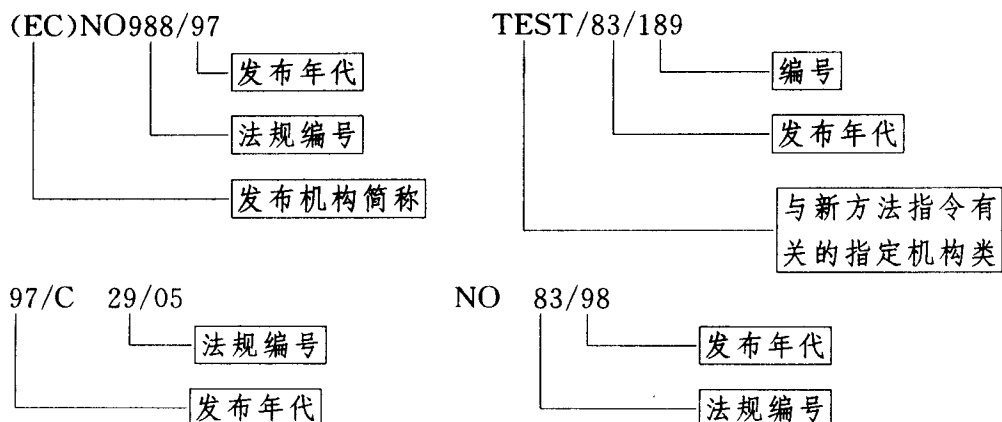 (EC)NO988/97
发布年代
法规编号
发布机构简称
TEST/83/189
编号
发布年代
与新方法指令有
关的指定机构类
97/C 29/05
法规编号
发布年代
NO 83/98
发布年代
法规编号